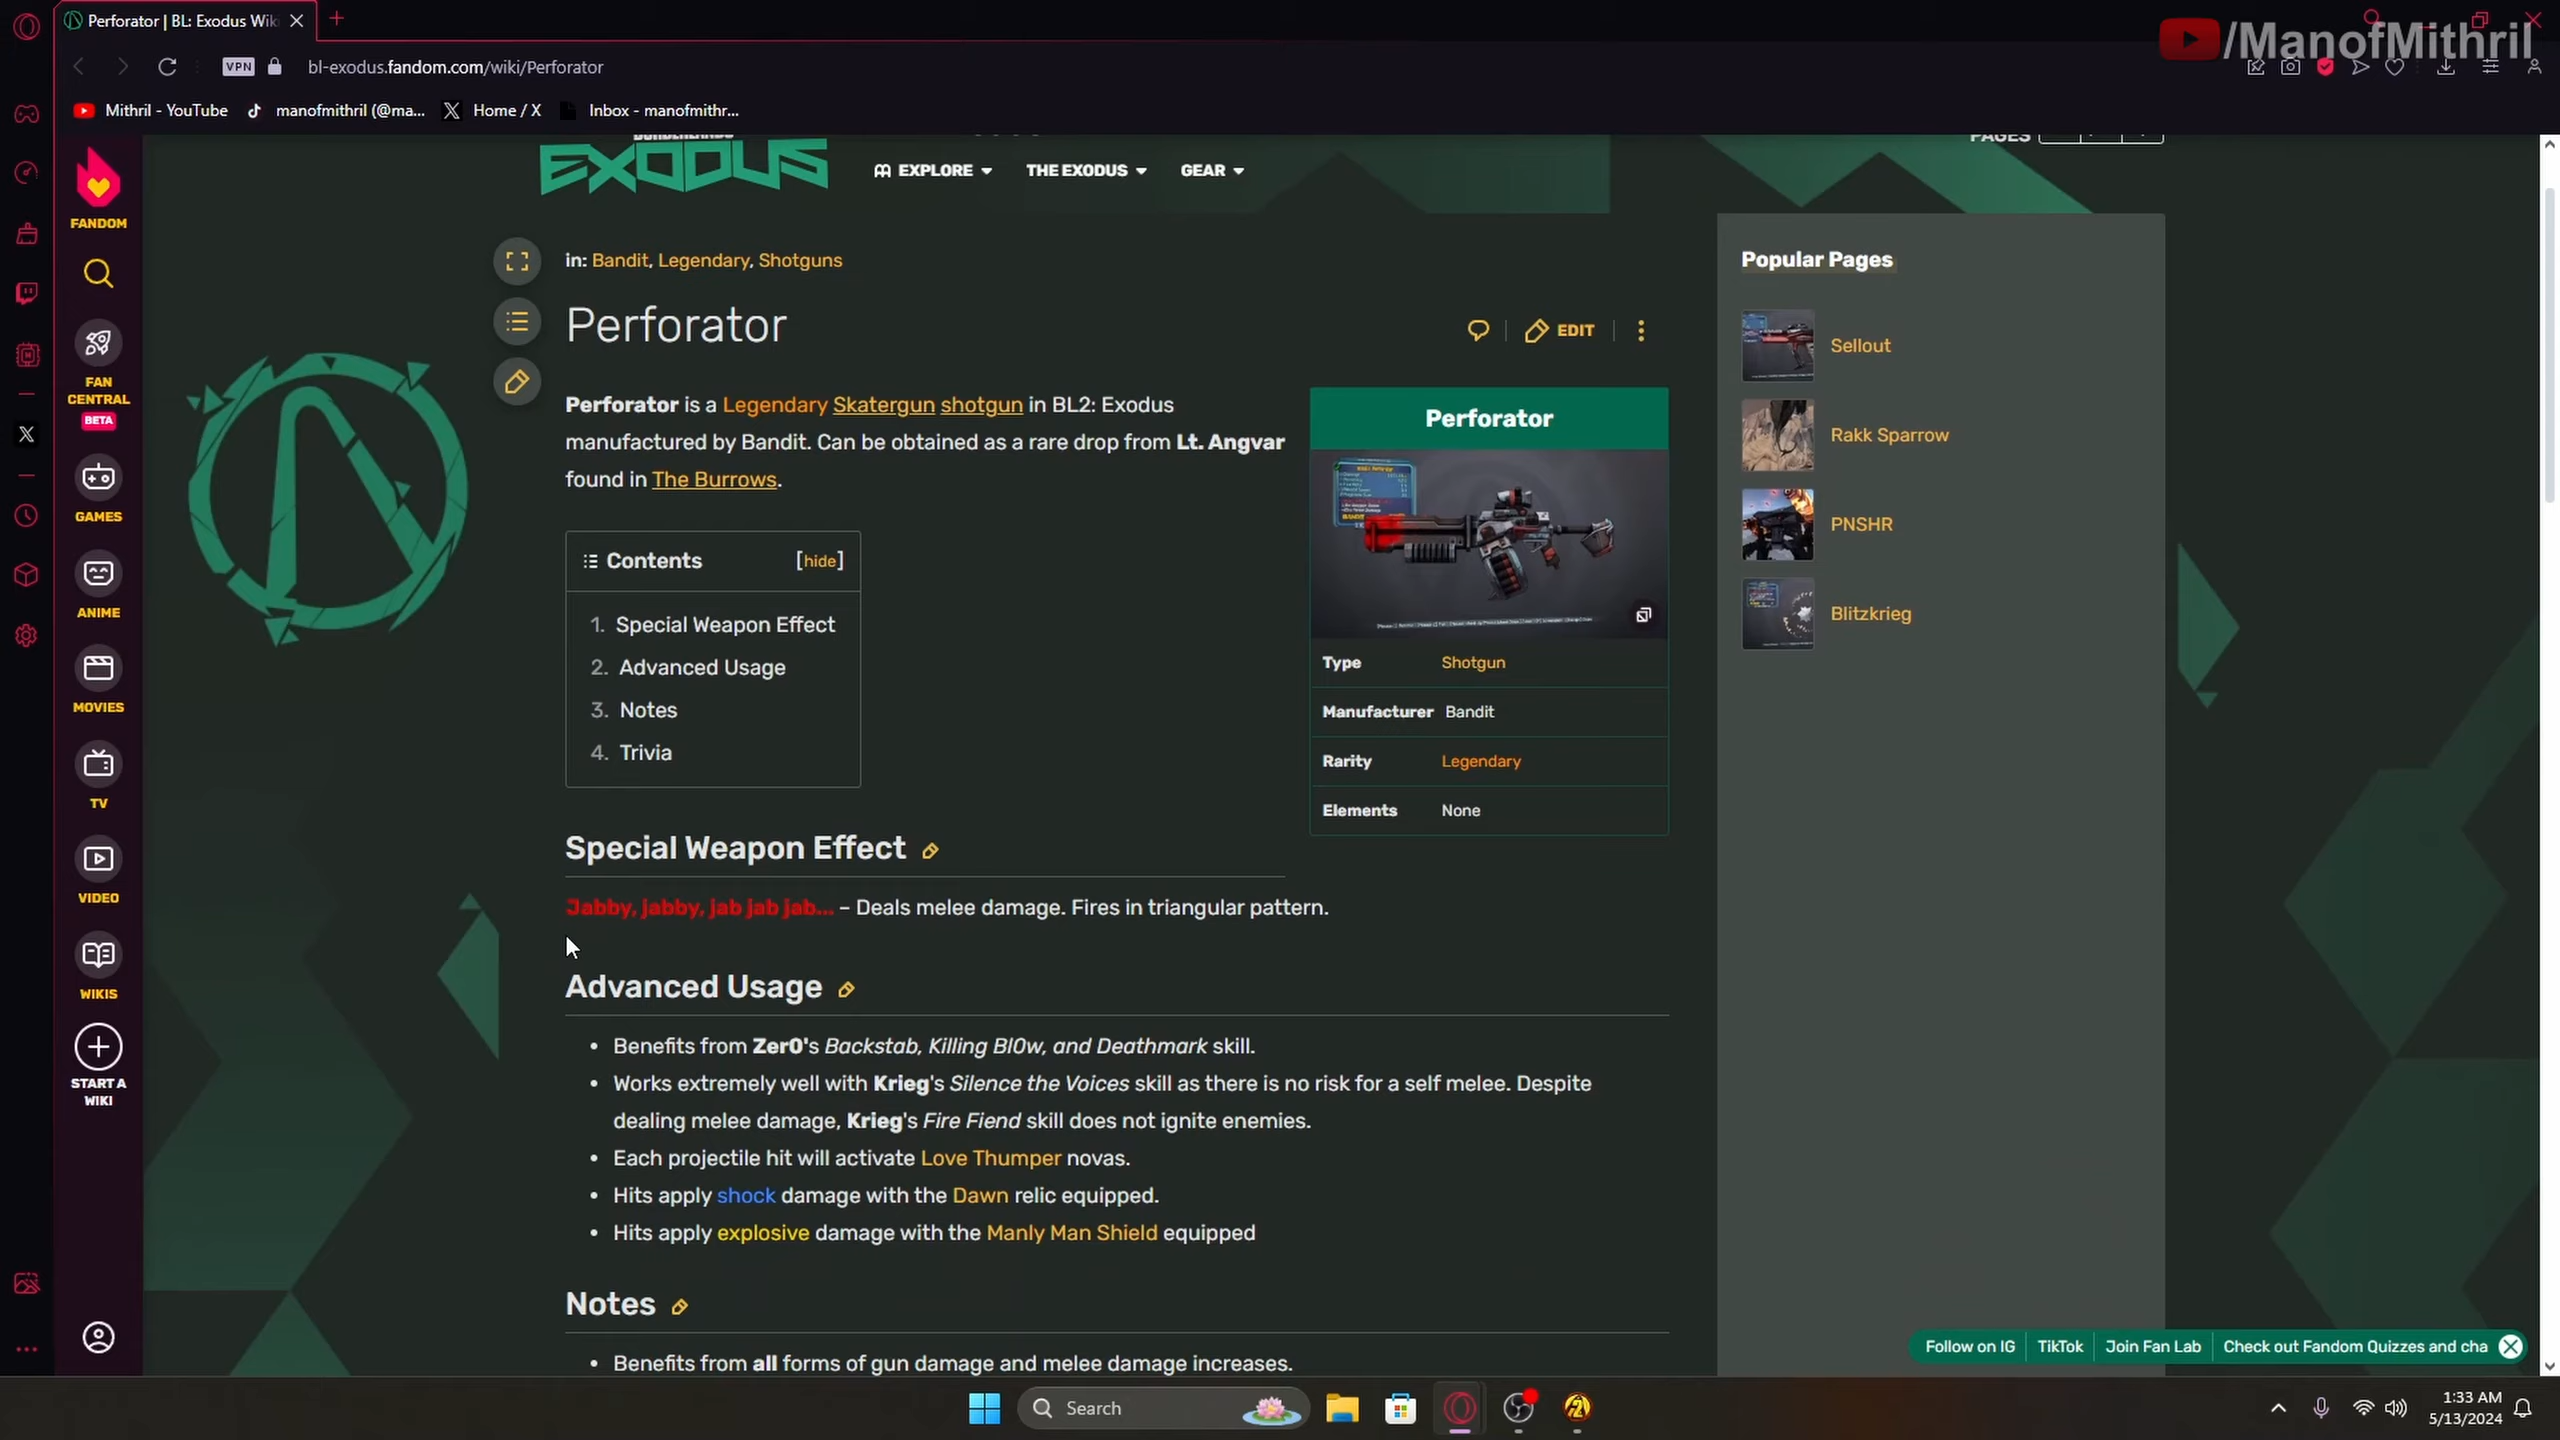 Perforator | BL: Exodus Wik
/ManofMithril
VPN
bl-exodus.fandom.com/wiki/Perforator
Mithril - YouTube
manofmithril (@ma...
Home / X
Inbox - manofmithr...
FANDOM
FAN CENTRAL
BETA
GAMES
ANIME
MOVIES
TV
VIDEO
WIKIS
START A WIKI
EXODUS
EXPLORE
THE EXODUS
GEAR
PAGES
in: Bandit, Legendary, Shotguns
Perforator
EDIT
Perforator is a Legendary Skatergun shotgun in BL2: Exodus
manufactured by Bandit. Can be obtained as a rare drop from Lt. Angvar
found in The Burrows.
Contents [hide]
1. Special Weapon Effect
2. Advanced Usage
3. Notes
4. Trivia
Perforator
Type Shotgun
Manufacturer Bandit
Rarity Legendary
Elements None
Special Weapon Effect
Jabby, jabby, jab jab jab... – Deals melee damage. Fires in triangular pattern.
Advanced Usage
• Benefits from Zer0's Backstab, Killing Bl0w, and Deathmark skill.
• Works extremely well with Krieg's Silence the Voices skill as there is no risk for a self melee. Despite
dealing melee damage, Krieg's Fire Fiend skill does not ignite enemies.
• Each projectile hit will activate Love Thumper novas.
• Hits apply shock damage with the Dawn relic equipped.
• Hits apply explosive damage with the Manly Man Shield equipped
Notes
• Benefits from all forms of gun damage and melee damage increases.
Popular Pages
Sellout
Rakk Sparrow
PNSHR
Blitzkrieg
Follow on IG
TikTok
Join Fan Lab
Check out Fandom Quizzes and cha
Search
1:33 AM
5/13/2024